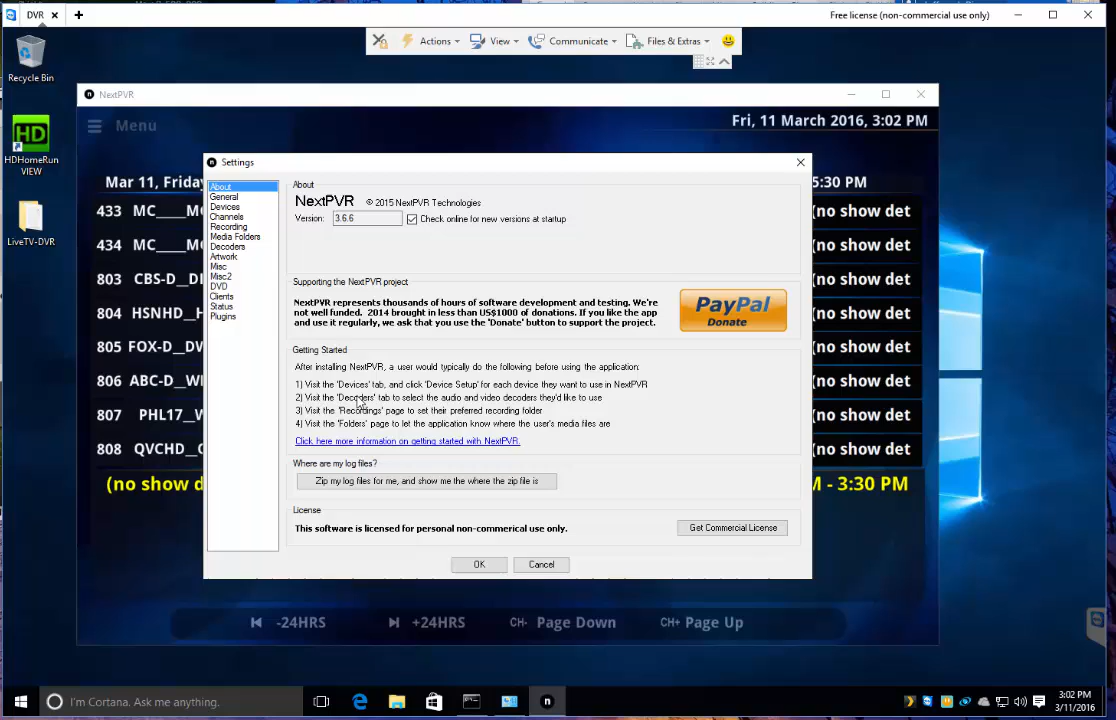 DVR
Free license (non-commercial use only)
Actions
View
Communicate
Files & Extras
Recycle Bin
HD
HDHomeRun
VIEW
LiveTV-DVR
NextPVR
Menu
Fri, 11 March 2016, 3:02 PM
Mar 11, Friday
5:30 PM
433 MC____M
(no show det
434 MC____M
(no show det
803 CBS-D__D
(no show det
804 HSNHD__
(no show det
805 FOX-D__D
(no show det
806 ABC-D__W
(no show det
807 PHL17__
(no show det
808 QVCHD__
(no show det
(no show d
M - 3:30 PM)
-24HRS
+24HRS
CH- Page Down
CH+ Page Up
Settings
About
General
Devices
Channels
Recording
Media Folders
Decoders
Artwork
Misc
Misc2
DVD
Clients
Status
Plugins
About
NextPVR © 2015 NextPVR Technologies
Version: 3.6.6 Check online for new versions at startup
Supporting the NextPVR project
NextPVR represents thousands of hours of software development and testing. We're
not well funded. 2014 brought in less than US$1000 of donations. If you like the app
and use it regularly, we ask that you use the 'Donate' button to support the project.
PayPal
Donate
Getting Started
After installing NextPVR, a user would typically do the following before using the application:
1) Visit the 'Devices' tab, and click 'Device Setup' for each device they want to use in NextPVR
2) Visit the 'Decoders' tab to select the audio and video decoders they'd like to use
3) Visit the 'Recordings' page to set their preferred recording folder
4) Visit the 'Folders' page to let the application know where the user's media files are
Click here more information on getting started with NextPVR.
Where are my log files?
Zip my log files for me, and show me the where the zip file is
License
This software is licensed for personal non-commerical use only.
Get Commercial License
OK
Cancel
I'm Cortana. Ask me anything.
3:02 PM
3/11/2016